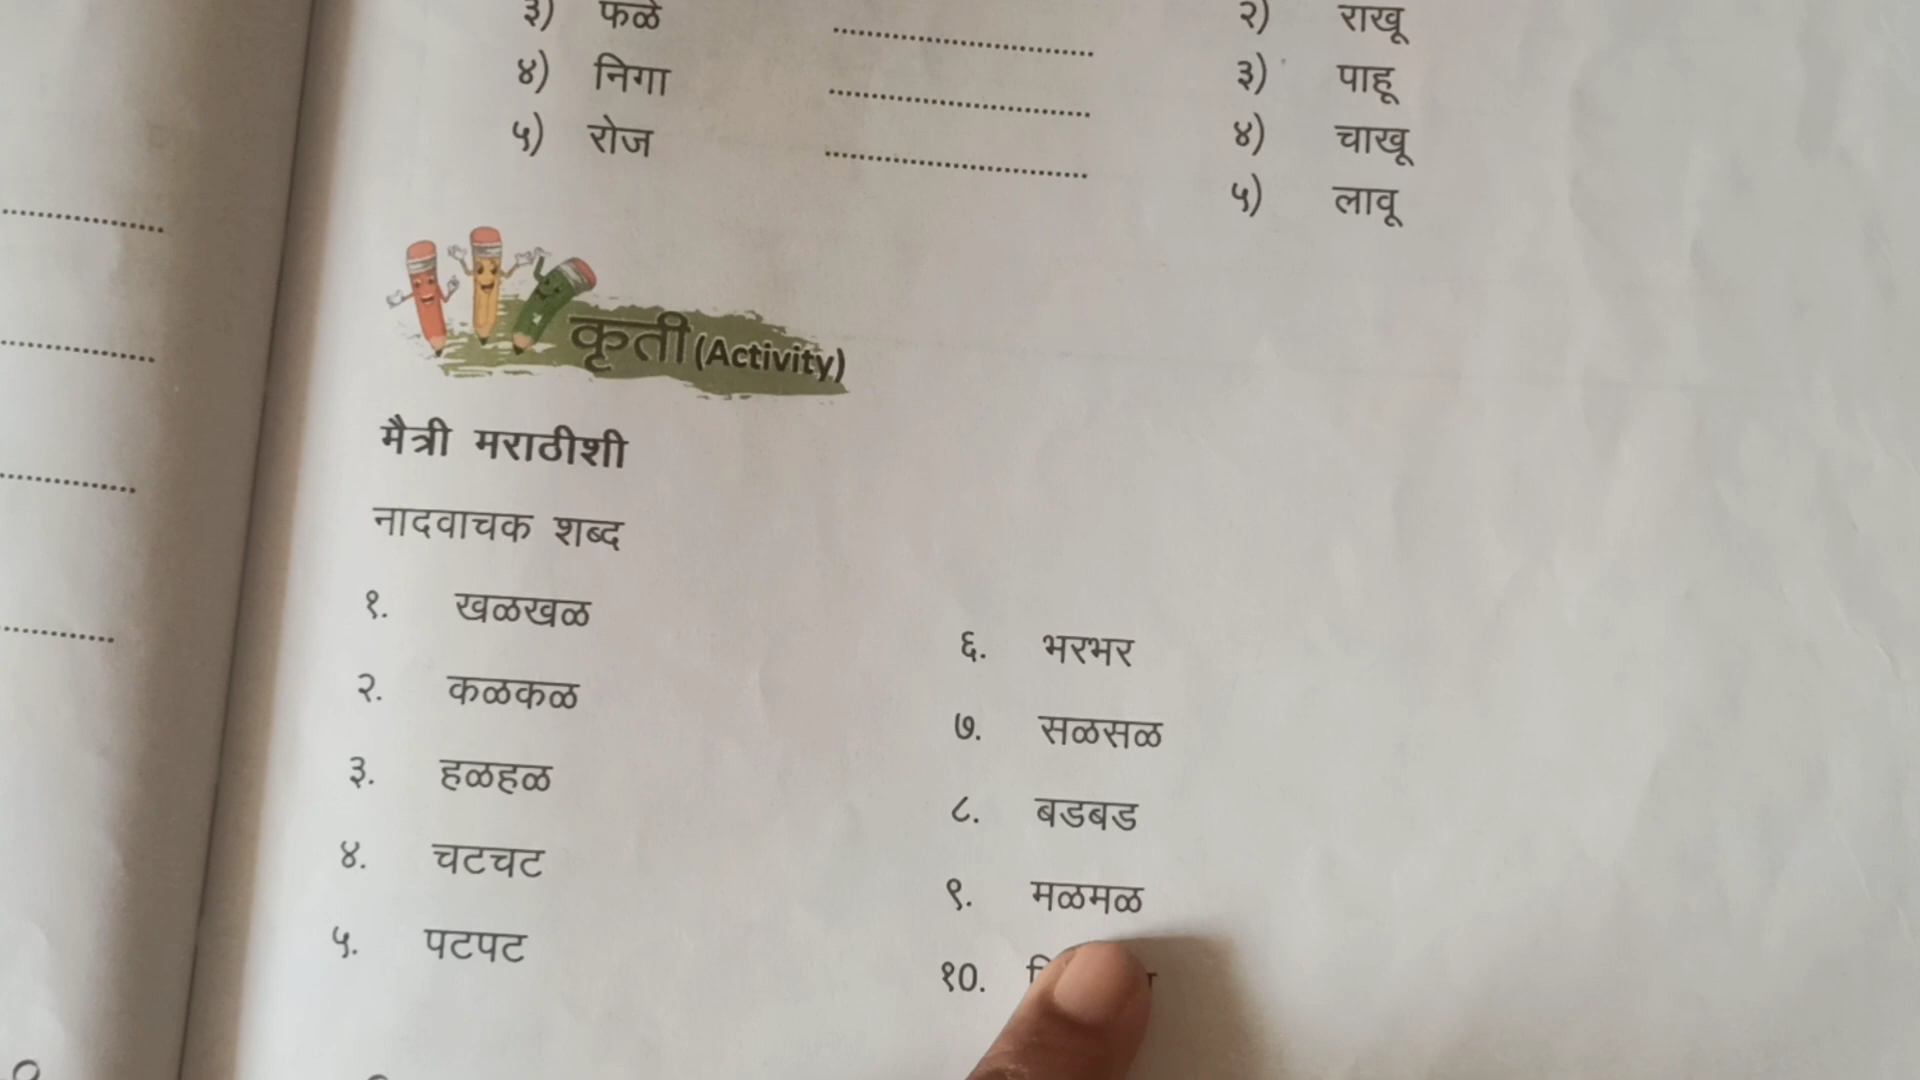 ३) फळे ........................
४) निगा ........................
५) रोज ........................
२) राखू
३) पाहू
४) चाखू
५) लावू
कृती (Activity)
मैत्री मराठीशी
नादवाचक शब्द
१. खळखळ
२. कळकळ
३. हळहळ
४. चटचट
५. पटपट
६. भरभर
७. सळसळ
८. बडबड
९. मळमळ
१०.